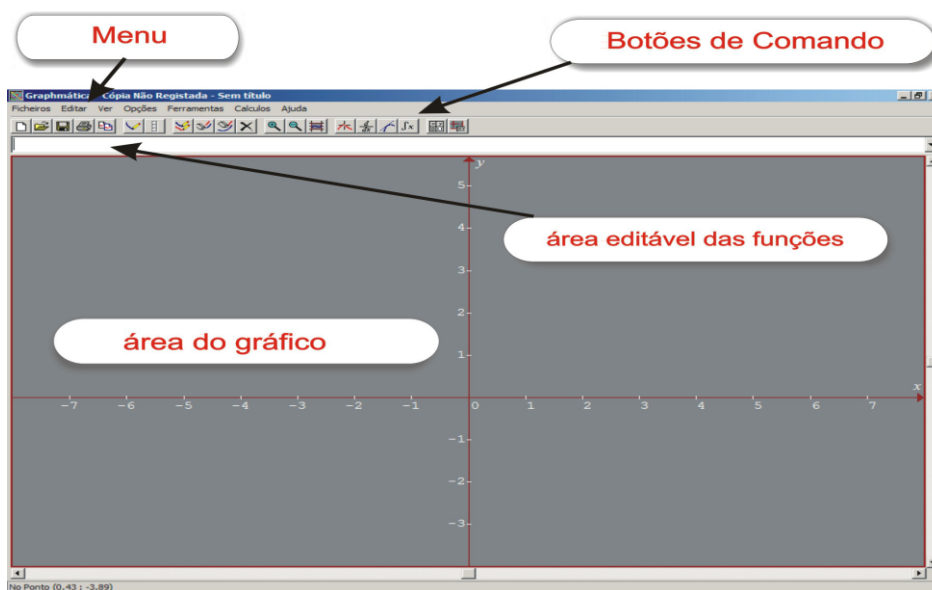 Menu
Botões de Comando
Graphmática - Cópia Não Registada - Sem título
Ficheiros Editar Ver Opções Ferramentas Calculos Ajuda
y
5
4
área editável das funções
3
2
área do gráfico
1
x
-7 -6 -5 -4 -3 -2 -1 0 1 2 3 4 5 6 7
-1
-2
-3
No Ponto (0,43 ; -3,89)